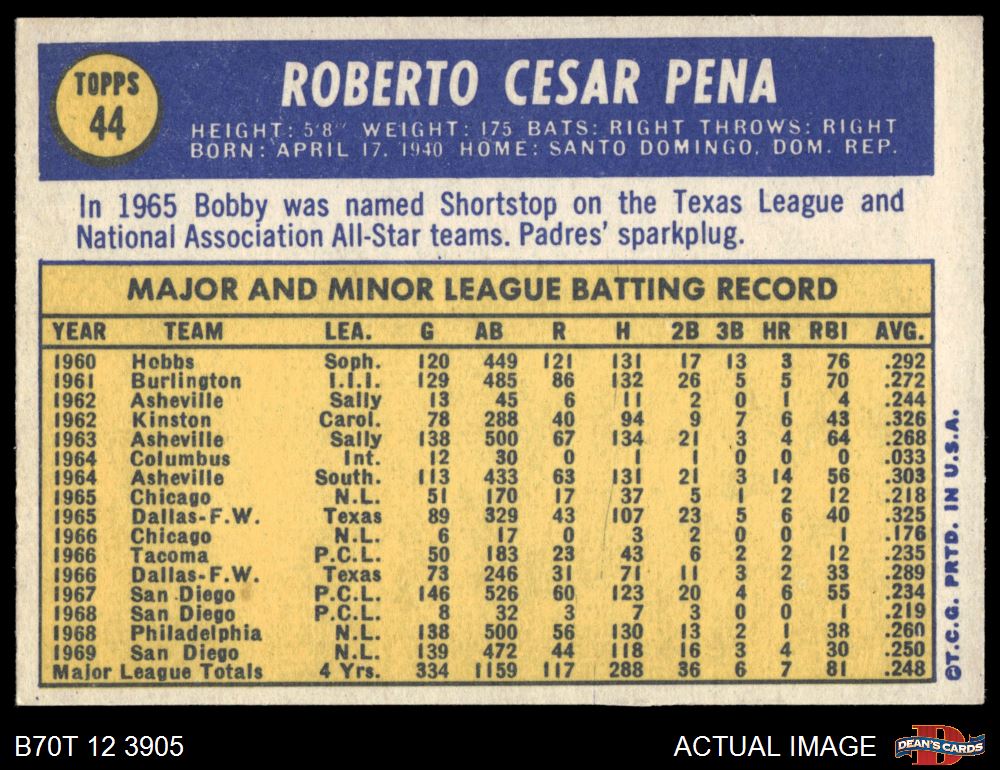 TOPPS
44
ROBERTO CESAR PENA
HEIGHT: 5'8" WEIGHT: 175 BATS: RIGHT THROWS: RIGHT
BORN: APRIL 17, 1940 HOME: SANTO DOMINGO, DOM. REP.
In 1965 Bobby was named Shortstop on the Texas League and
National Association All-Star teams. Padres' sparkplug.
MAJOR AND MINOR LEAGUE BATTING RECORD
YEAR TEAM LEA. G AB R H 2B 3B HR RBI AVG.
1960 Hobbs Soph. 120 449 121 131 17 13 3 76 .292
1961 Burlington I.I.I. 129 485 86 132 26 5 5 70 .272
1962 Asheville Sally 13 45 6 11 2 0 1 4 .244
1962 Kinston Carol. 78 288 40 94 9 7 6 43 .326
1963 Asheville Sally 138 500 67 134 21 3 4 64 .268
1964 Columbus Int. 12 30 0 1 1 0 0 0 .033
1964 Asheville South. 113 433 63 131 21 3 14 56 .303
1965 Chicago N.L. 51 170 17 37 5 1 2 12 .218
1965 Dallas-F.W. Texas 89 329 43 107 23 5 6 40 .325
1966 Chicago N.L. 6 17 0 3 2 0 0 1 .176
1966 Tacoma P.C.L. 50 183 23 43 6 2 2 12 .235
1966 Dallas-F.W. Texas 73 246 31 71 11 3 2 33 .289
1967 San Diego P.C.L. 146 526 60 123 20 4 6 55 .234
1968 San Diego P.C.L. 8 32 3 7 3 0 0 1 .219
1968 Philadelphia N.L. 138 500 56 130 13 2 1 38 .260
1969 San Diego N.L. 139 472 44 118 16 3 4 30 .250
Major League Totals 4 Yrs. 334 1159 117 288 36 6 7 81 .248
©T.C.G. PRTD. IN U.S.A.
B70T 12 3905
ACTUAL IMAGE
D
DEAN'S CARDS